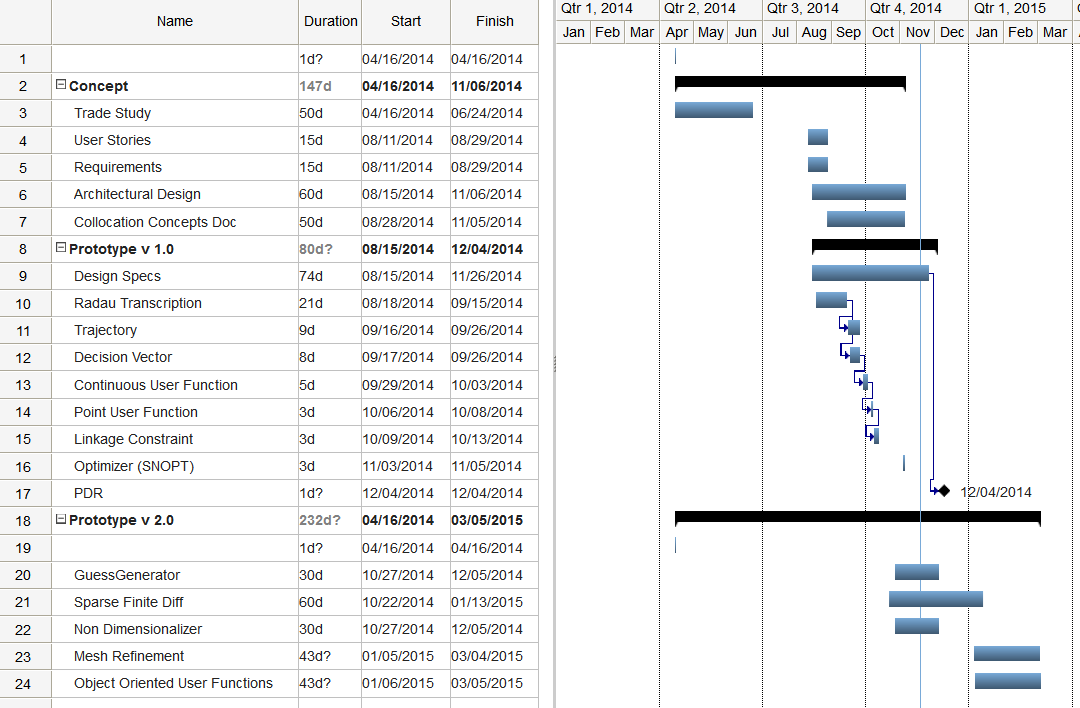 Name Duration Start Finish Qtr 1, 2014 Qtr 2, 2014 Qtr 3, 2014 Qtr 4, 2014 Qtr 1, 2015
Jan Feb Mar Apr May Jun Jul Aug Sep Oct Nov Dec Jan Feb Mar
1 1d? 04/16/2014 04/16/2014
2 Concept 147d 04/16/2014 11/06/2014
3 Trade Study 50d 04/16/2014 06/24/2014
4 User Stories 15d 08/11/2014 08/29/2014
5 Requirements 15d 08/11/2014 08/29/2014
6 Architectural Design 60d 08/15/2014 11/06/2014
7 Collocation Concepts Doc 50d 08/28/2014 11/05/2014
8 Prototype v 1.0 80d? 08/15/2014 12/04/2014
9 Design Specs 74d 08/15/2014 11/26/2014
10 Radau Transcription 21d 08/18/2014 09/15/2014
11 Trajectory 9d 09/16/2014 09/26/2014
12 Decision Vector 8d 09/17/2014 09/26/2014
13 Continuous User Function 5d 09/29/2014 10/03/2014
14 Point User Function 3d 10/06/2014 10/08/2014
15 Linkage Constraint 3d 10/09/2014 10/13/2014
16 Optimizer (SNOPT) 3d 11/03/2014 11/05/2014
17 PDR 1d? 12/04/2014 12/04/2014 12/04/2014
18 Prototype v 2.0 232d? 04/16/2014 03/05/2015
19 1d? 04/16/2014 04/16/2014
20 GuessGenerator 30d 10/27/2014 12/05/2014
21 Sparse Finite Diff 60d 10/22/2014 01/13/2015
22 Non Dimensionalizer 30d 10/27/2014 12/05/2014
23 Mesh Refinement 43d? 01/05/2015 03/04/2015
24 Object Oriented User Functions 43d? 01/06/2015 03/05/2015